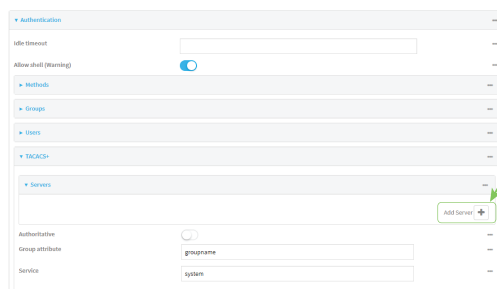 Authentication
Idle timeout
Allow shell (Warning)
Methods
Groups
Users
TACACS+
Servers
Add Server
Authoritative
Group attribute
groupname
Service
system